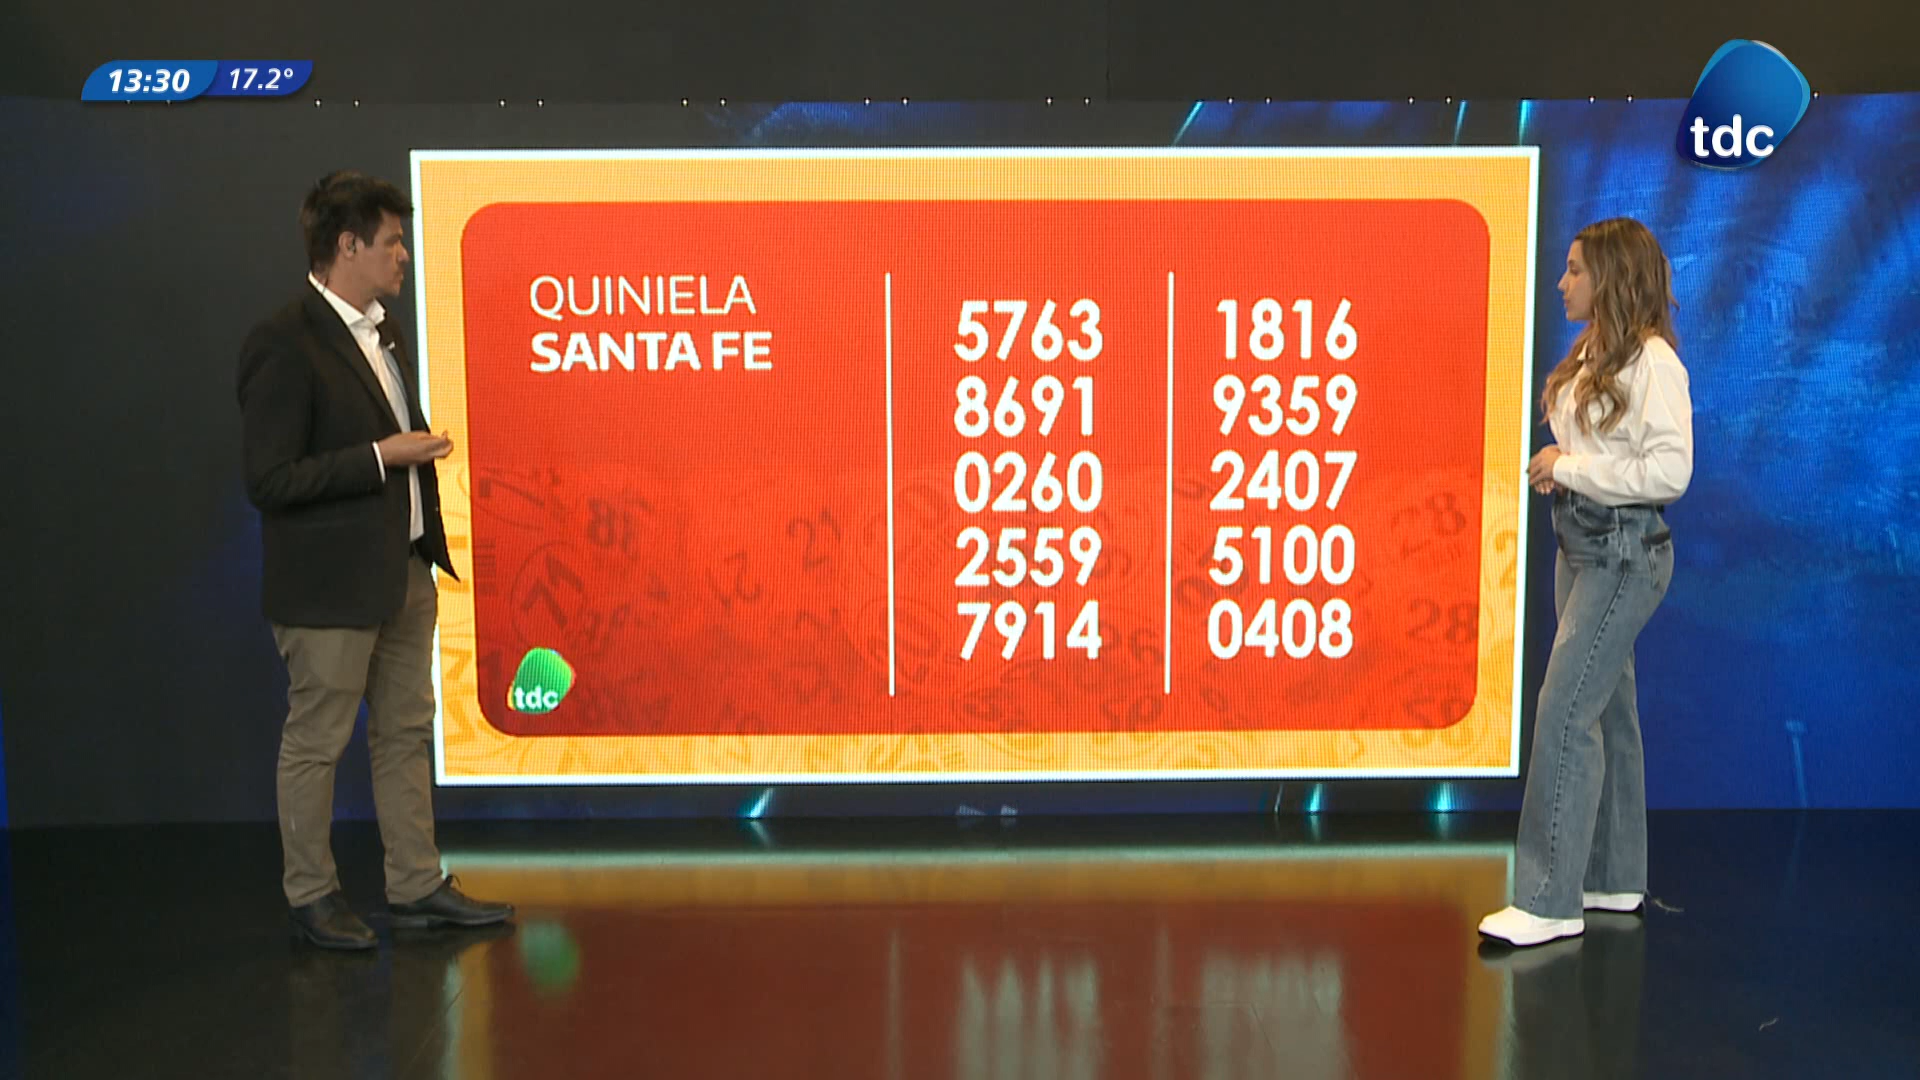 13:30 17.2°
tdc
QUINIELA
SANTA FE
5763 1816
8691 9359
0260 2407
2559 5100
7914 0408
tdc